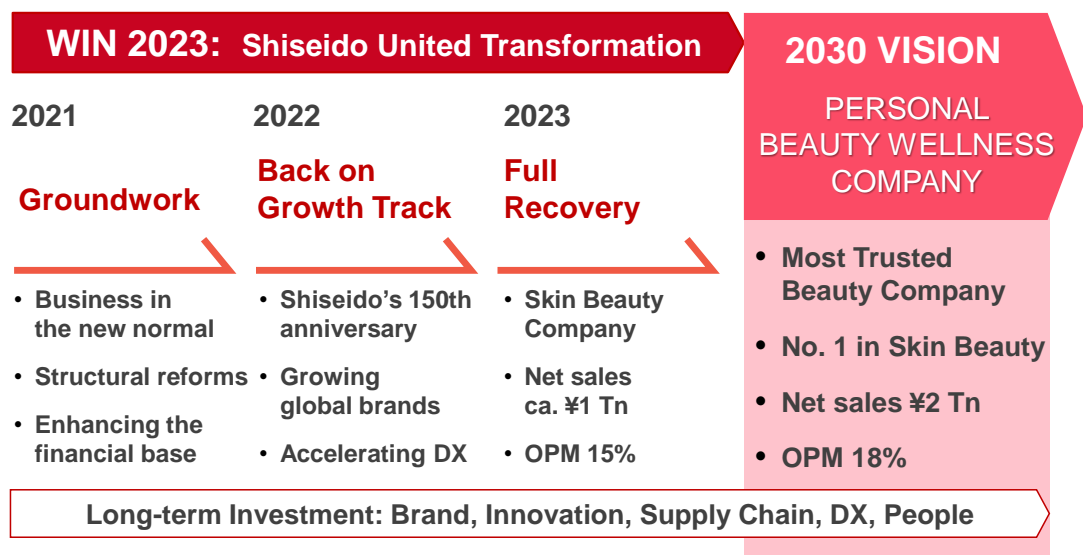 WIN 2023: Shiseido United Transformation
2021
Groundwork
• Business in
the new normal
• Structural reforms
• Enhancing the
financial base
2022
Back on
Growth Track
• Shiseido’s 150th
anniversary
• Growing
global brands
• Accelerating DX
2023
Full
Recovery
• Skin Beauty
Company
• Net sales
ca. ¥1 Tn
• OPM 15%
2030 VISION
PERSONAL
BEAUTY WELLNESS
COMPANY
• Most Trusted
Beauty Company
• No. 1 in Skin Beauty
• Net sales ¥2 Tn
• OPM 18%
Long-term Investment: Brand, Innovation, Supply Chain, DX, People